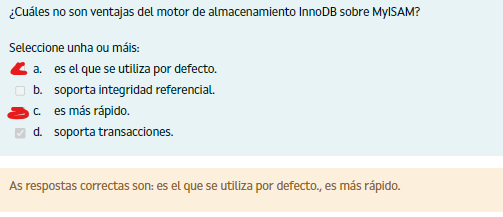 ¿Cuáles no son ventajas del motor de almacenamiento InnoDB sobre MyISAM?
Seleccione unha ou máis:
a. es el que se utiliza por defecto.
b. soporta integridad referencial.
c. es más rápido.
d. soporta transacciones.
As respostas correctas son: es el que se utiliza por defecto., es más rápido.